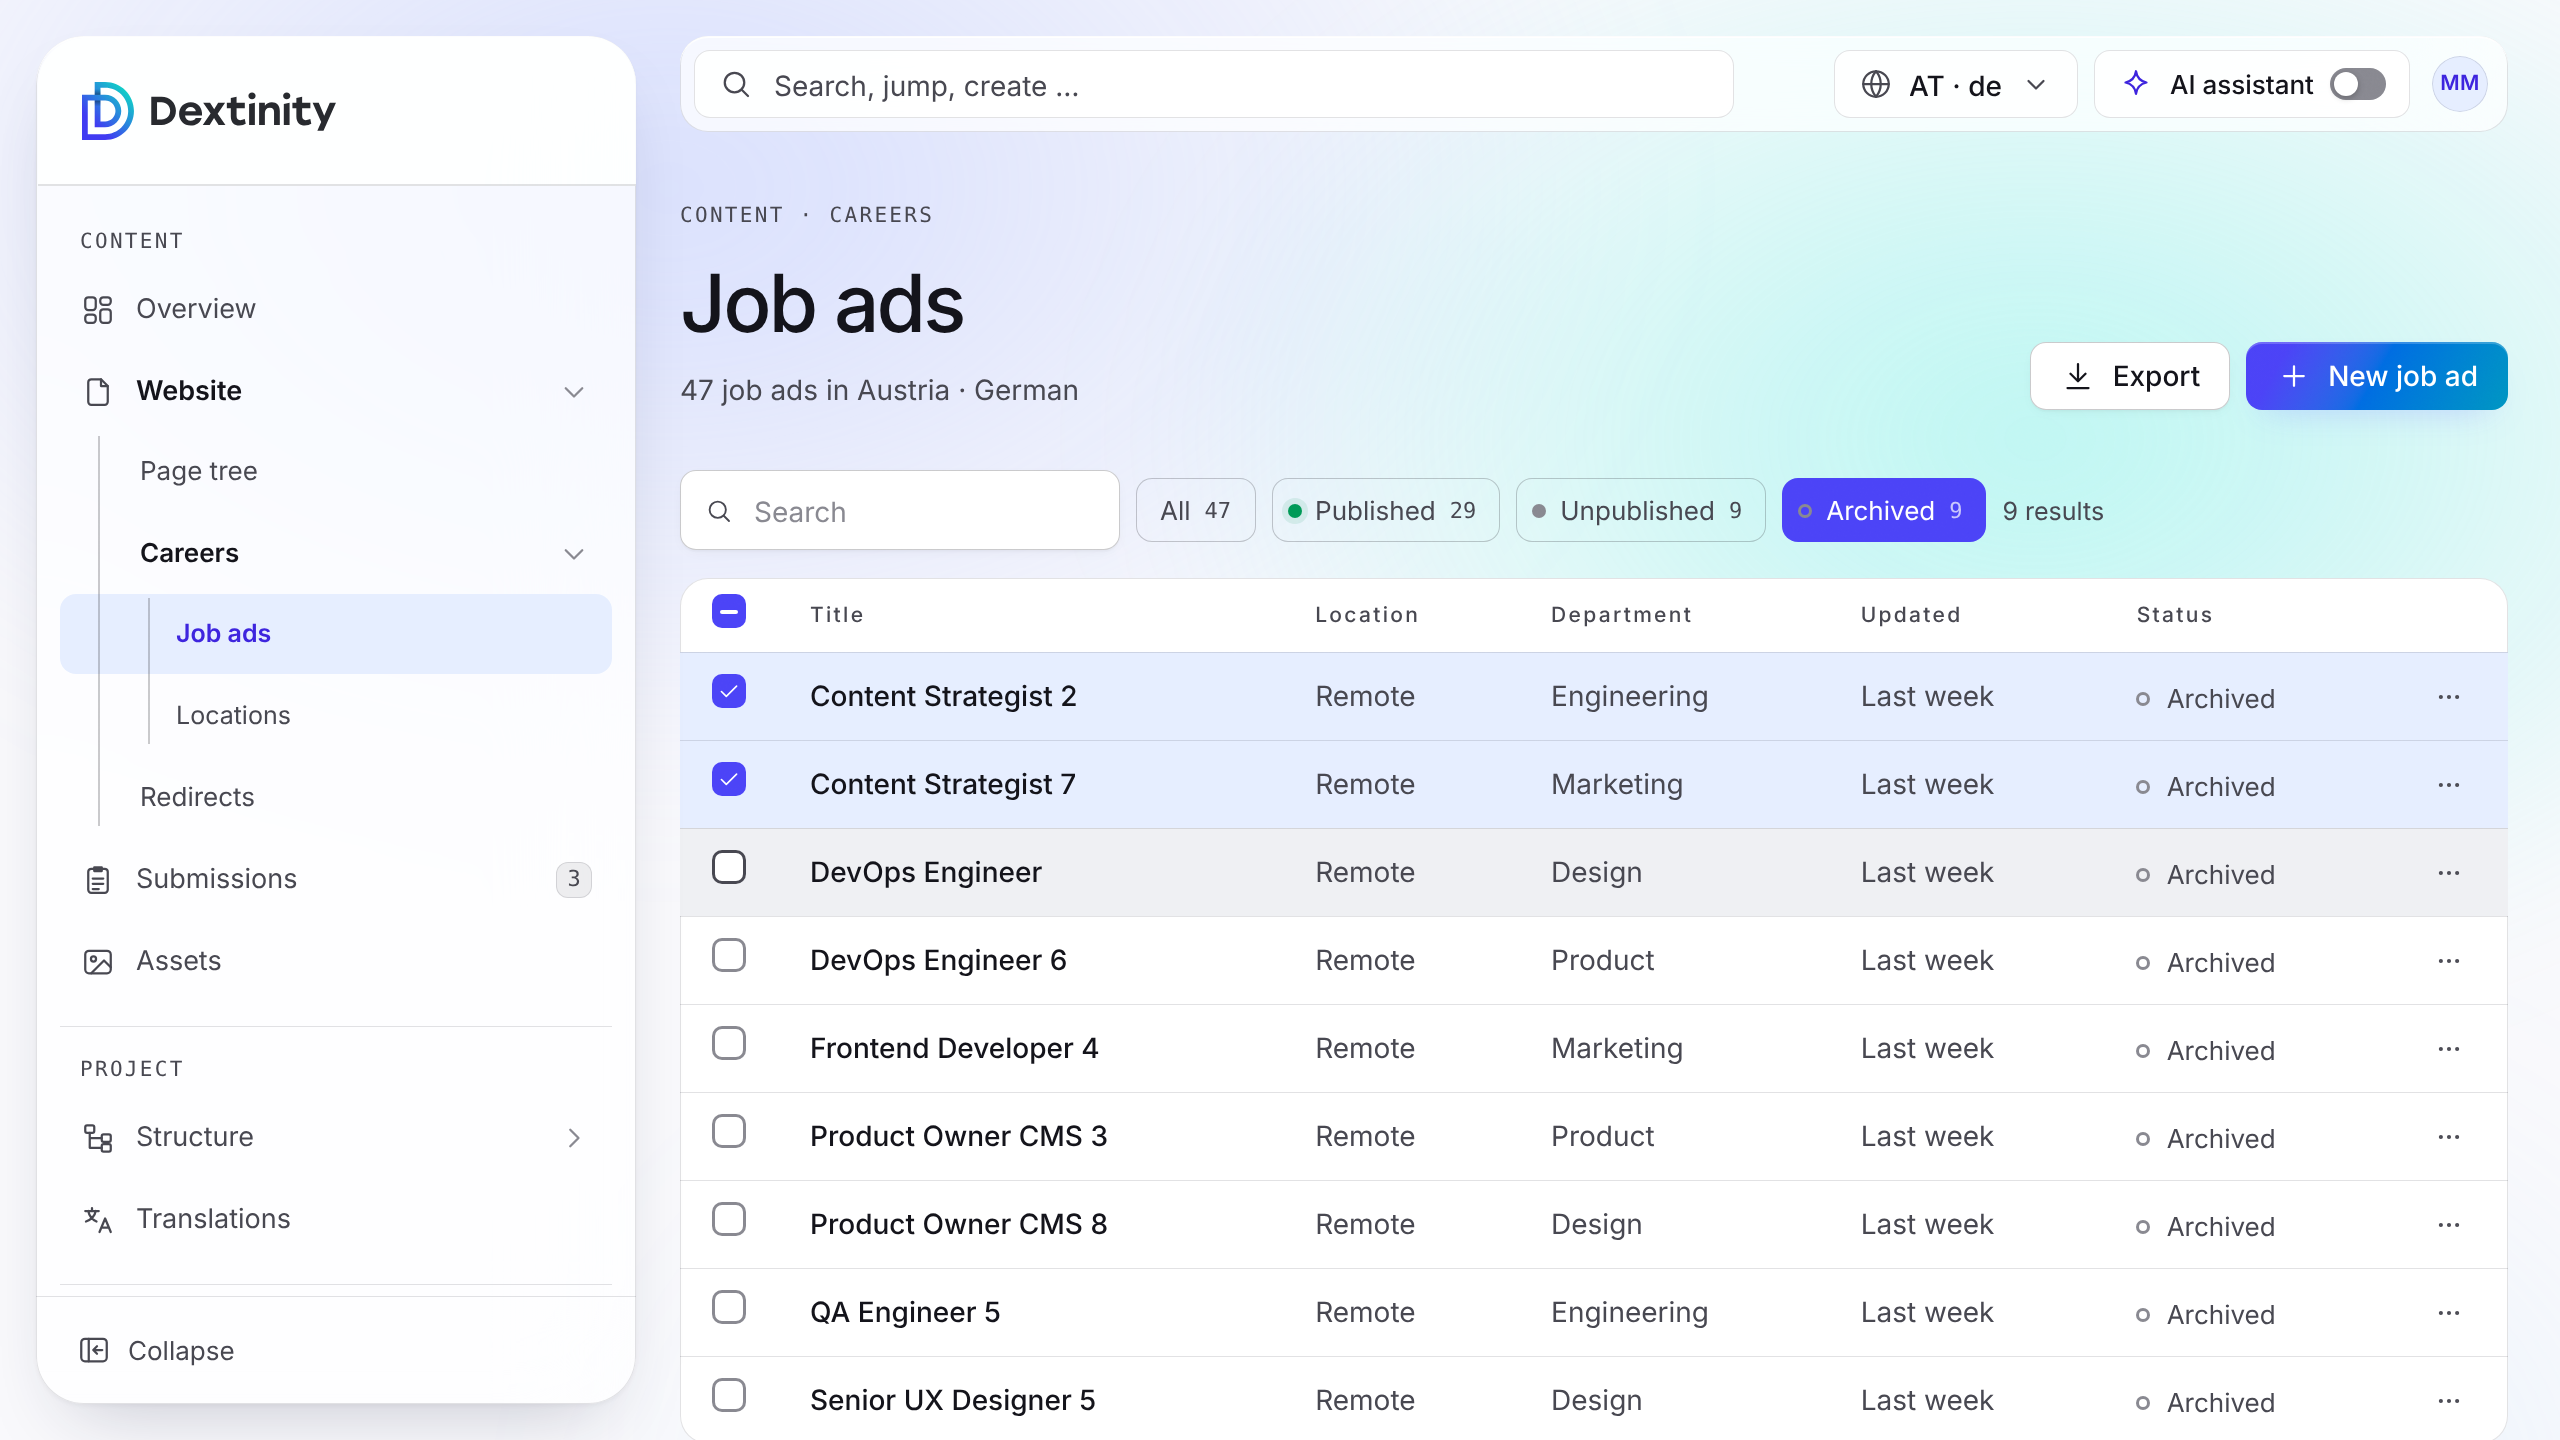 Dextinity
CONTENT
Overview
Website
Page tree
Careers
Job ads
Locations
Redirects
Submissions 3
Assets
PROJECT
Structure
Translations
Collapse
Search, jump, create ...
AT · de
AI assistant
MM
CONTENT · CAREERS
Job ads
47 job ads in Austria · German
Export
New job ad
Search
All 47
Published 29
Unpublished 9
Archived 9
9 results
Title Location Department Updated Status
Content Strategist 2 Remote Engineering Last week Archived
Content Strategist 7 Remote Marketing Last week Archived
DevOps Engineer Remote Design Last week Archived
DevOps Engineer 6 Remote Product Last week Archived
Frontend Developer 4 Remote Marketing Last week Archived
Product Owner CMS 3 Remote Product Last week Archived
Product Owner CMS 8 Remote Design Last week Archived
QA Engineer 5 Remote Engineering Last week Archived
Senior UX Designer 5 Remote Design Last week Archived